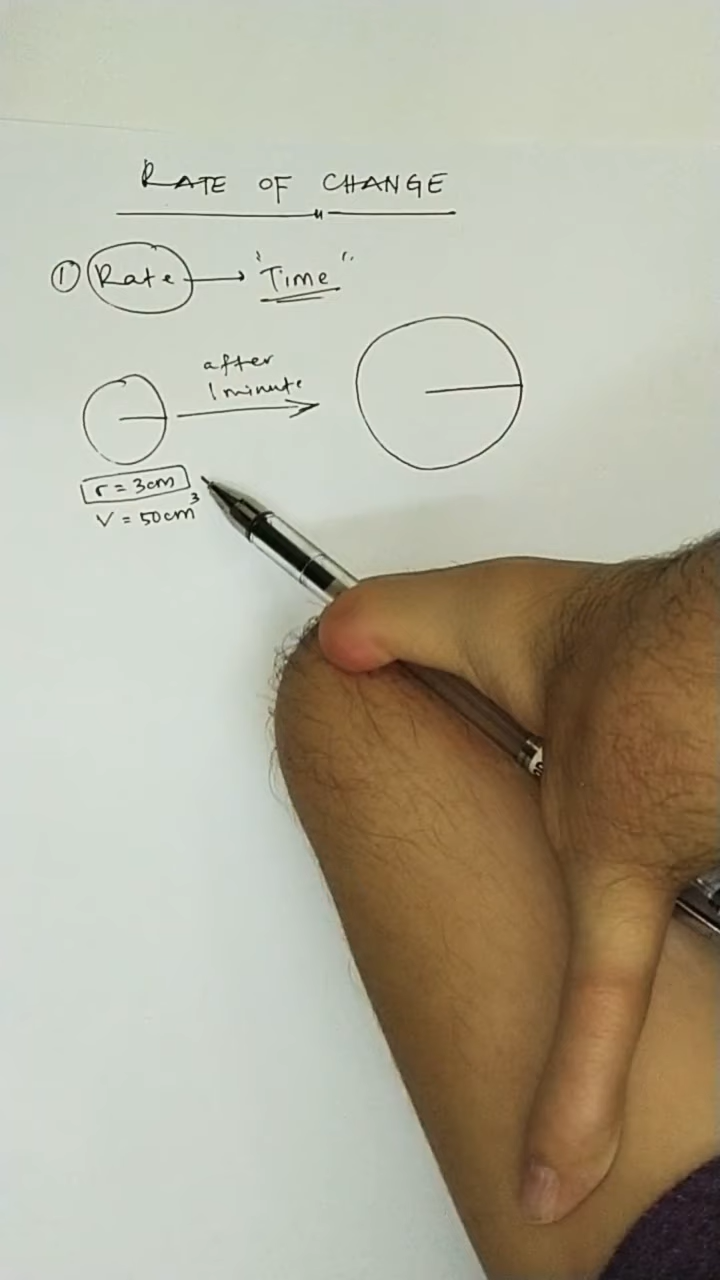 RATE OF CHANGE
① Rate → "Time"
after
1 minute
r = 3cm
V = 50cm³